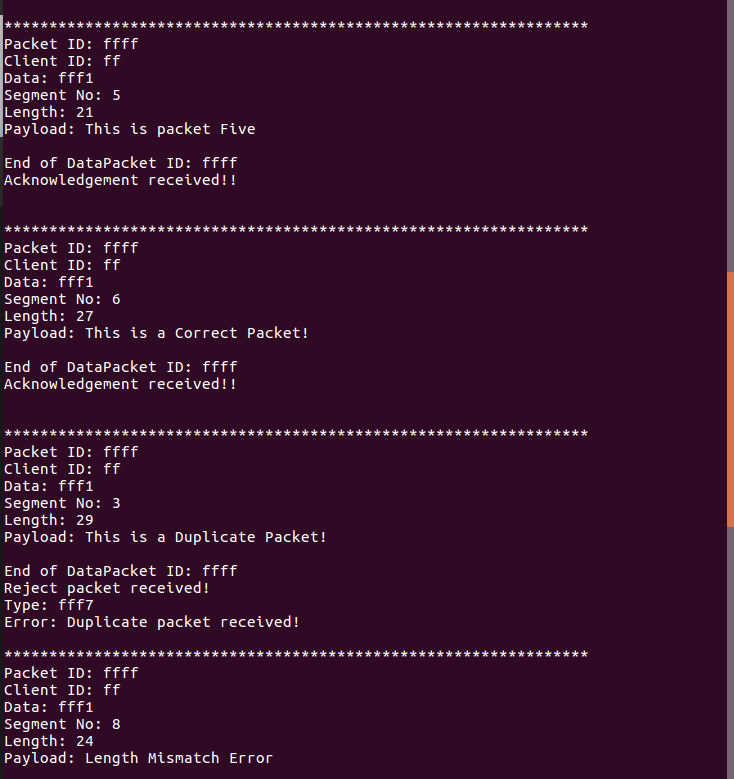 *****************************************************************
Packet ID: ffff
Client ID: ff
Data: fff1
Segment No: 5
Length: 21
Payload: This is packet Five
End of DataPacket ID: ffff
Acknowledgement received!!
*****************************************************************
Packet ID: ffff
Client ID: ff
Data: fff1
Segment No: 6
Length: 27
Payload: This is a Correct Packet!
End of DataPacket ID: ffff
Acknowledgement received!!
*****************************************************************
Packet ID: ffff
Client ID: ff
Data: fff1
Segment No: 3
Length: 29
Payload: This is a Duplicate Packet!
End of DataPacket ID: ffff
Reject packet received!
Type: fff7
Error: Duplicate packet received!
*****************************************************************
Packet ID: ffff
Client ID: ff
Data: fff1
Segment No: 8
Length: 24
Payload: Length Mismatch Error